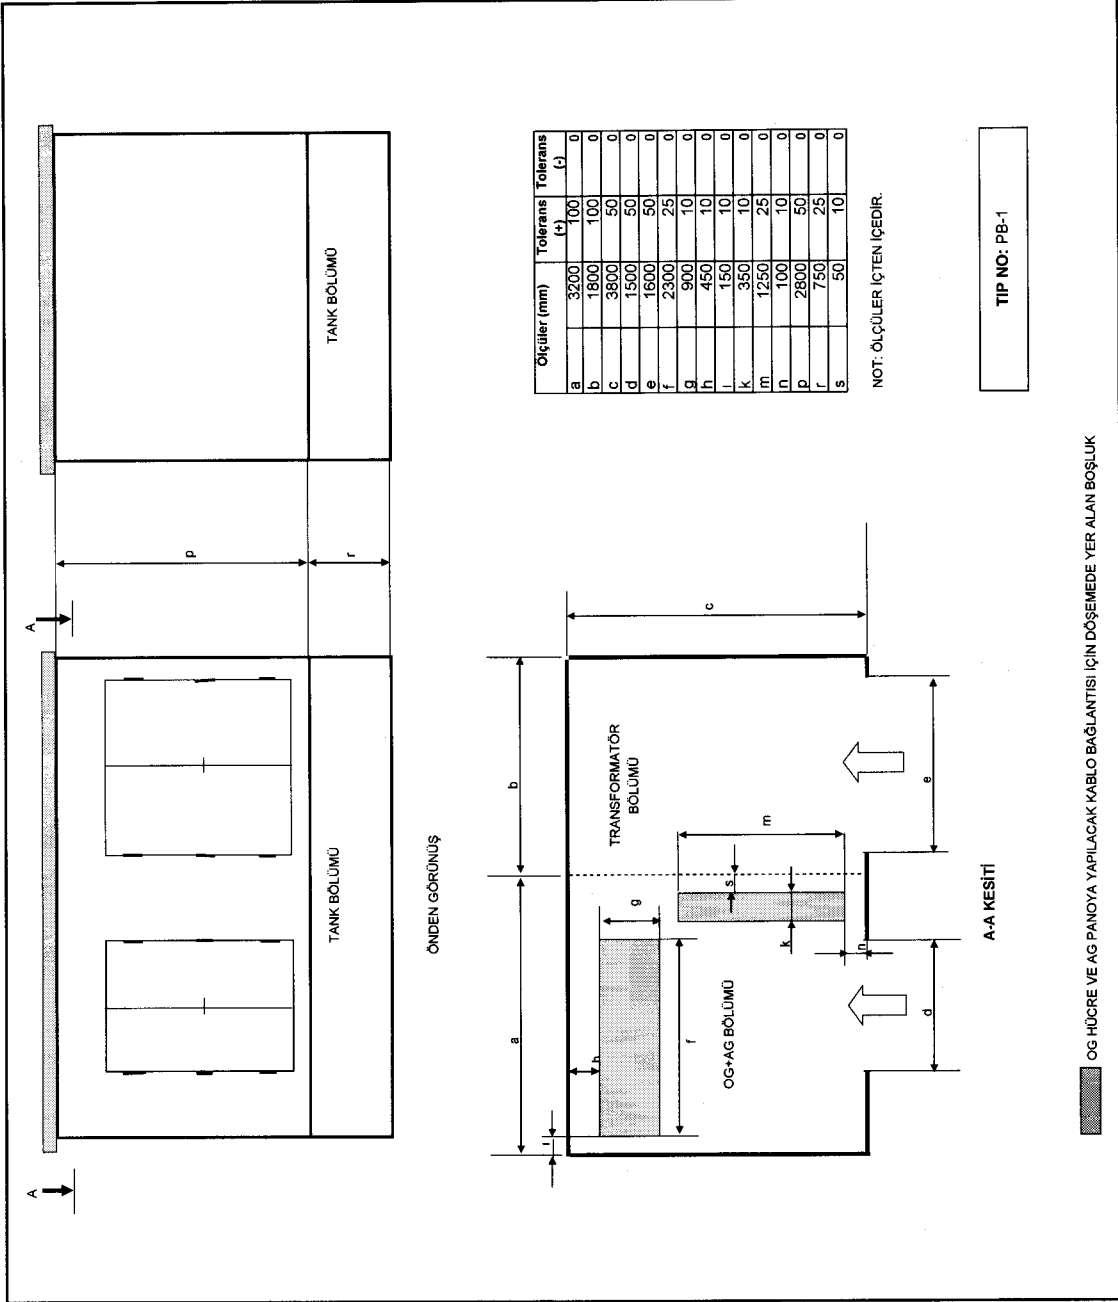 A
A
p
r
TANK BÖLÜMÜ
TANK BÖLÜMÜ
ÖNDEN GÖRÜNÜŞ
a
b
i
h
g
f
s
k
m
n
c
d
e
OG+AG BÖLÜMÜ
TRANSFORMATÖR
BÖLÜMÜ
A-A KESİTİ
Ölçüler (mm) Tolerans (+) Tolerans (-)
a 3200 100 0
b 1800 100 0
c 3800 50 0
d 1500 50 0
e 1600 50 0
f 2300 25 0
g 900 10 0
h 450 10 0
i 150 10 0
k 350 10 0
m 1250 25 0
n 100 10 0
p 2800 50 0
r 750 25 0
s 50 10 0
NOT: ÖLÇÜLER İÇTEN İÇEDİR.
TIP NO: PB-1
OG HÜCRE VE AG PANOYA YAPILACAK KABLO BAĞLANTISI İÇİN DÖŞEMEDE YER ALAN BOŞLUK